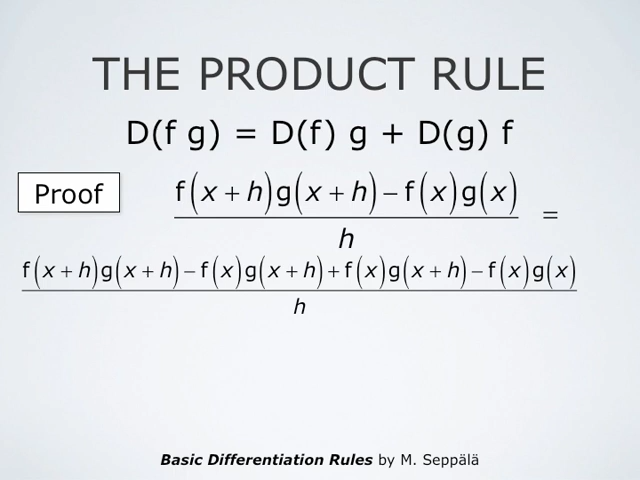 THE PRODUCT RULE
D(f g) = D(f) g + D(g) f
Proof
f(x + h)g(x + h) − f(x)g(x)
h
=
f(x + h)g(x + h) − f(x)g(x + h) + f(x)g(x + h) − f(x)g(x)
h
Basic Differentiation Rules by M. Seppälä